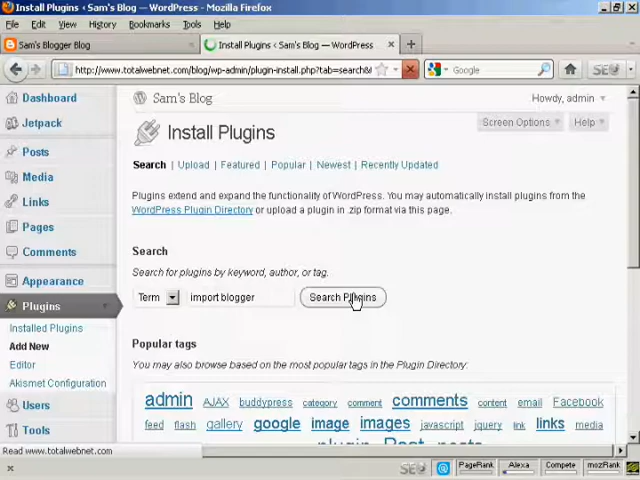 Install Plugins ‹ Sam's Blog — WordPress - Mozilla Firefox
File Edit View History Bookmarks Tools Help
Sam's Blogger Blog
Install Plugins ‹ Sam's Blog — WordPress
http://www.totalwebnet.com/blog/wp-admin/plugin-install.php?tab=search&
Google
SE
Sam's Blog
Howdy, admin
Install Plugins
Screen Options
Help
Search | Upload | Featured | Popular | Newest | Recently Updated
Plugins extend and expand the functionality of WordPress. You may automatically install plugins from the
WordPress Plugin Directory or upload a plugin in .zip format via this page.
Search
Search for plugins by keyword, author, or tag.
Term
import blogger
Search Plugins
Popular tags
You may also browse based on the most popular tags in the Plugin Directory:
admin AJAX buddypress category comment comments content email Facebook
feed flash gallery google image images javascript jquery link links media
plugin Post posts
Dashboard
Jetpack
Posts
Media
Links
Pages
Comments
Appearance
Plugins
Installed Plugins
Add New
Editor
Akismet Configuration
Users
Tools
Read www.totalwebnet.com
SE
PageRank
Alexa
Compete
mozRank